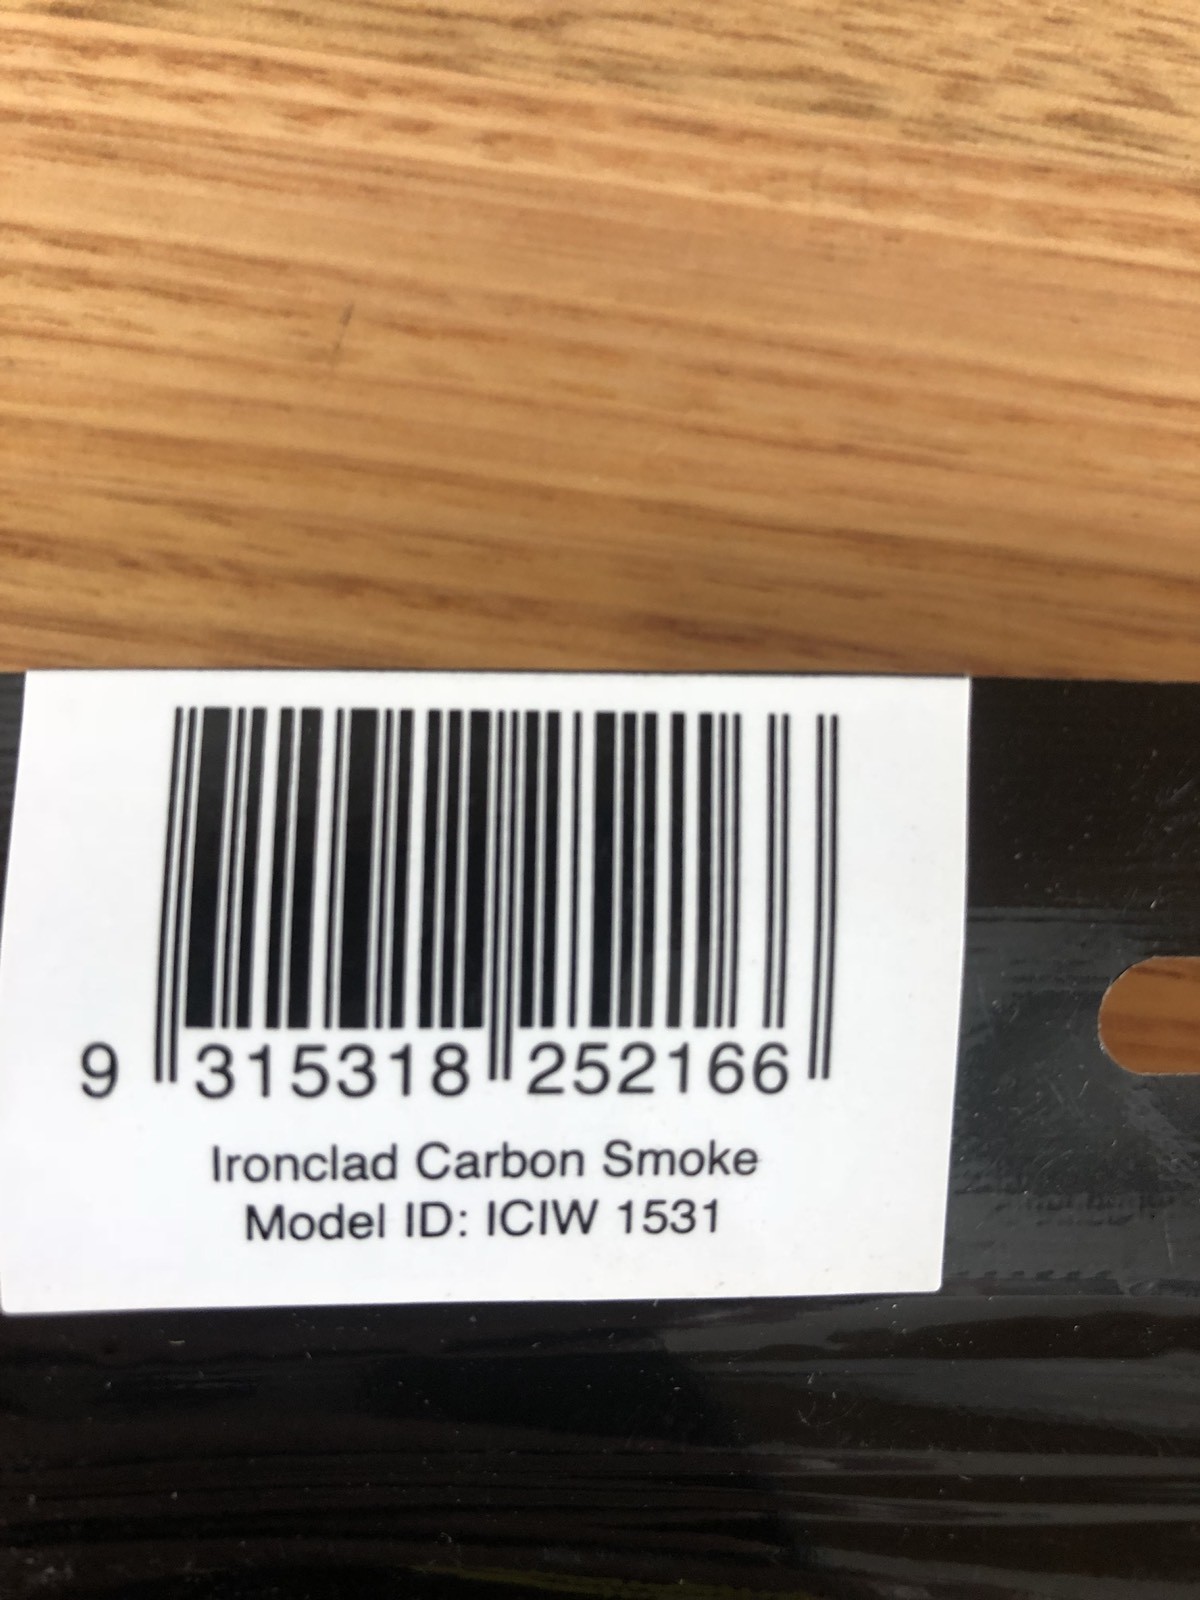 9 315318 252166
Ironclad Carbon Smoke
Model ID: ICIW 1531